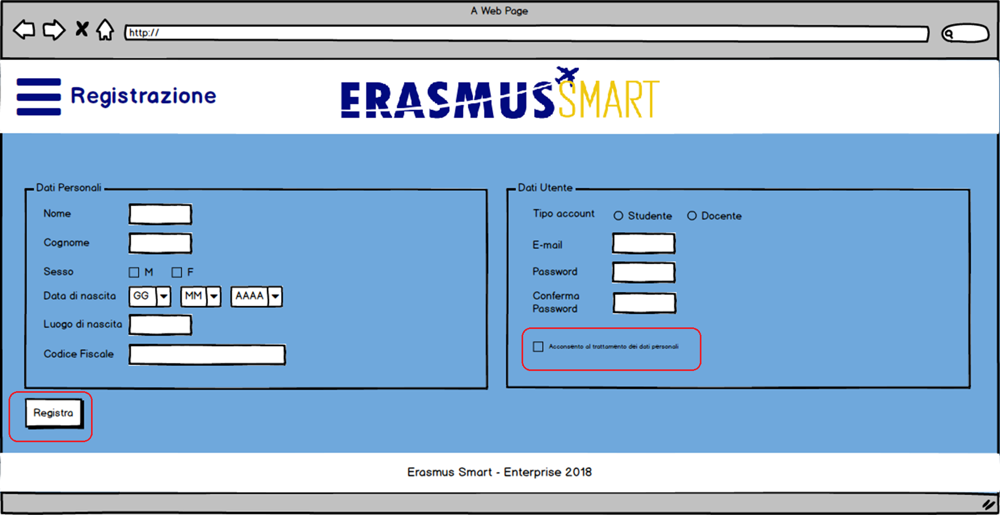 A Web Page
http://
Registrazione
ERASMUSSMART
Dati Personali
Nome
Cognome
Sesso M F
Data di nascita GG MM AAAA
Luogo di nascita
Codice Fiscale
Registra
Dati Utente
Tipo account Studente Docente
E-mail
Password
Conferma
Password
Acconsento al trattamento dei dati personali
Erasmus Smart - Enterprise 2018